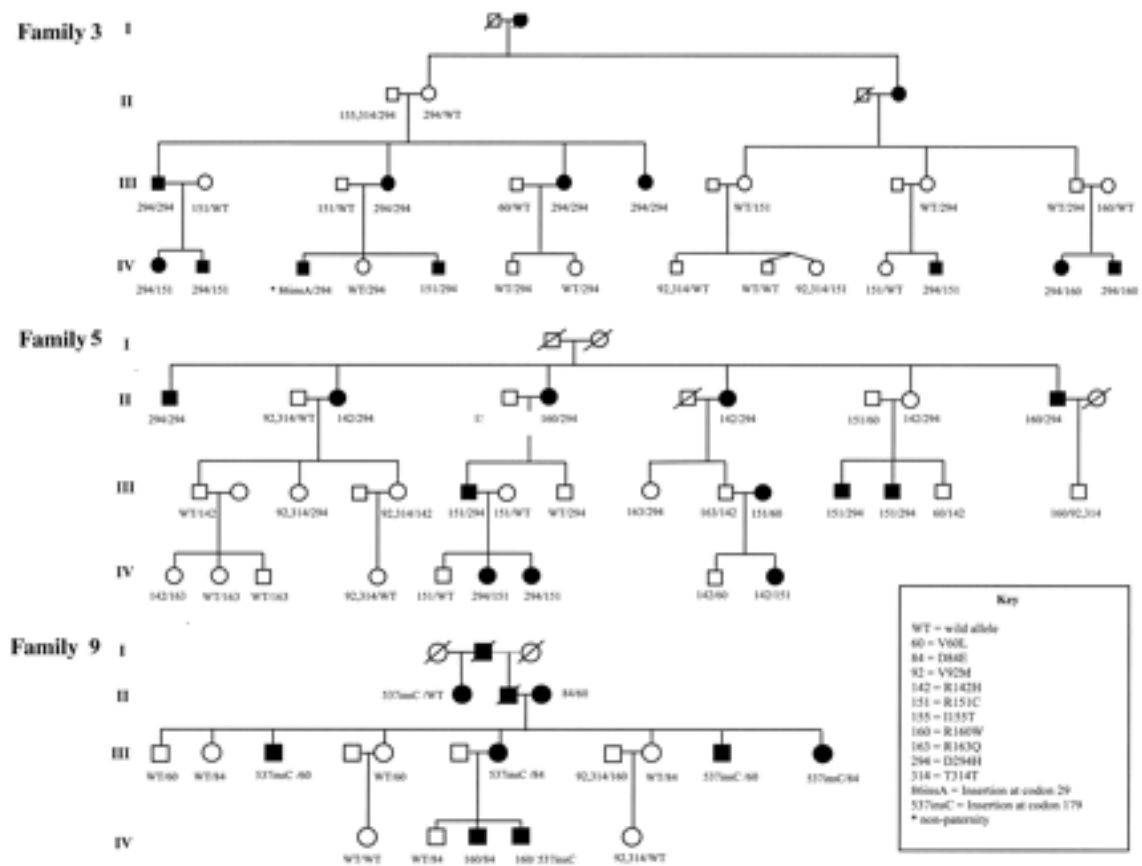 Family 3
I
II
155,314/294 294/WT
III
294/294 151/WT 151/WT 294/294 60/WT 294/294 294/294 WT/151 WT/294 WT/294 160/WT
IV
294/151 294/151 * 86insA/294 WT/294 151/294 WT/294 WT/294 92,314/WT WT/WT 92,314/151 151/WT 294/151 294/160 294/160
Family 5
I
II
294/294 92,314/WT 142/294 160/294 142/294 151/60 142/294 160/294
III
WT/142 92,314/294 92,314/142 151/294 151/WT WT/294 163/294 163/142 151/60 151/294 151/294 60/142 160/92,314
IV
142/163 WT/163 WT/163 92,314/WT 151/WT 294/151 294/151 142/60 142/151
Family 9
I
II
537insC/WT 84/60
III
WT/60 WT/84 537insC/60 WT/60 537insC/84 92,314/160 WT/84 537insC/60 537insC/84
IV
WT/WT WT/84 160/84 160/537insC 92,314/WT
Key
WT = wild allele
60 = V60L
84 = D84E
92 = V92M
142 = R142H
151 = R151C
155 = I155T
160 = R160W
163 = R163Q
294 = D294H
314 = T314T
86insA = Insertion at codon 29
537insC = Insertion at codon 179
* non-paternity